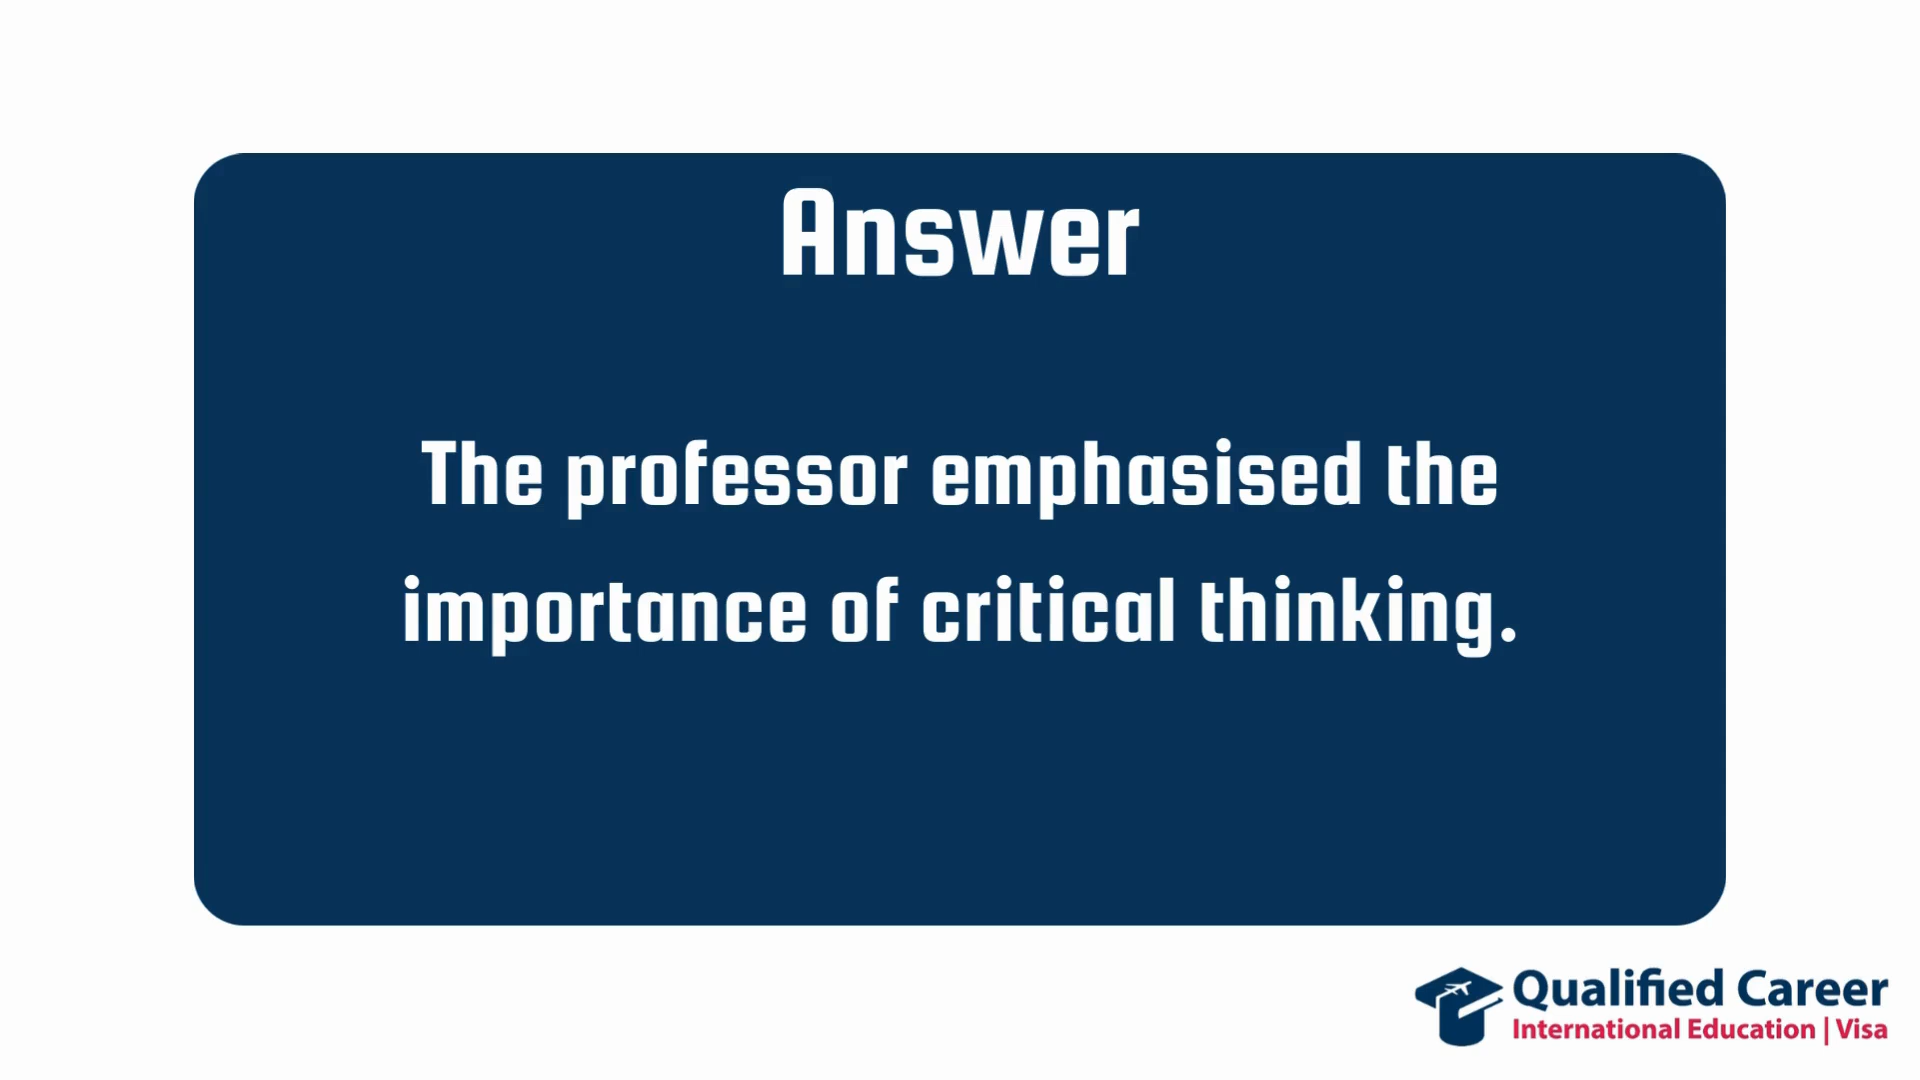 Answer
The professor emphasised the
importance of critical thinking.
Qualified Career
International Education | Visa